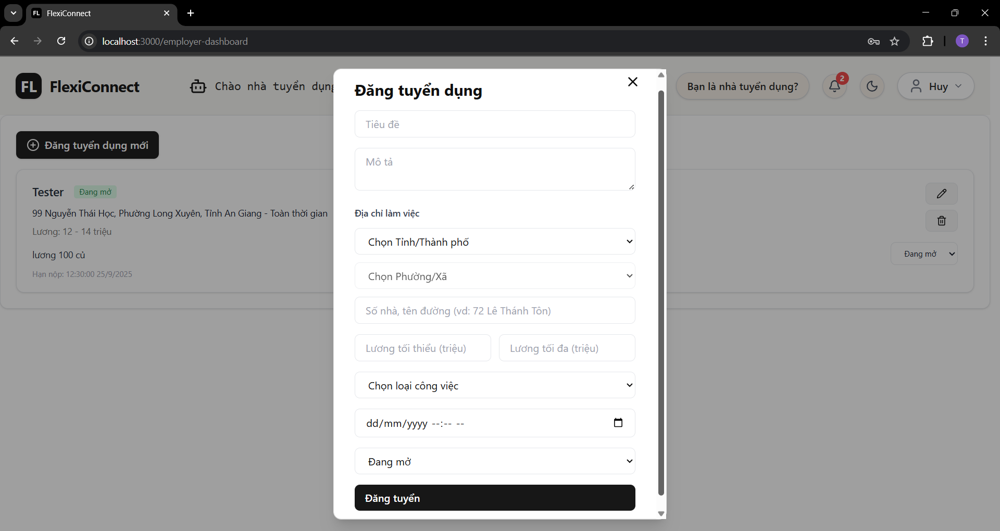 FL FlexiConnect
localhost:3000/employer-dashboard
T
FL FlexiConnect
Chào nhà tuyển dụng
Bạn là nhà tuyển dụng?
2
Huy
Đăng tuyển dụng mới
Tester Đang mở
99 Nguyễn Thái Học, Phường Long Xuyên, Tỉnh An Giang - Toàn thời gian
Lương: 12 - 14 triệu
lương 100 củ
Hạn nộp: 12:30:00 25/9/2025
Đang mở
Đăng tuyển dụng
Tiêu đề
Mô tả
Địa chỉ làm việc
Chọn Tỉnh/Thành phố
Chọn Phường/Xã
Số nhà, tên đường (vd: 72 Lê Thánh Tôn)
Lương tối thiểu (triệu) Lương tối đa (triệu)
Chọn loại công việc
dd/mm/yyyy --:-- --
Đang mở
Đăng tuyển